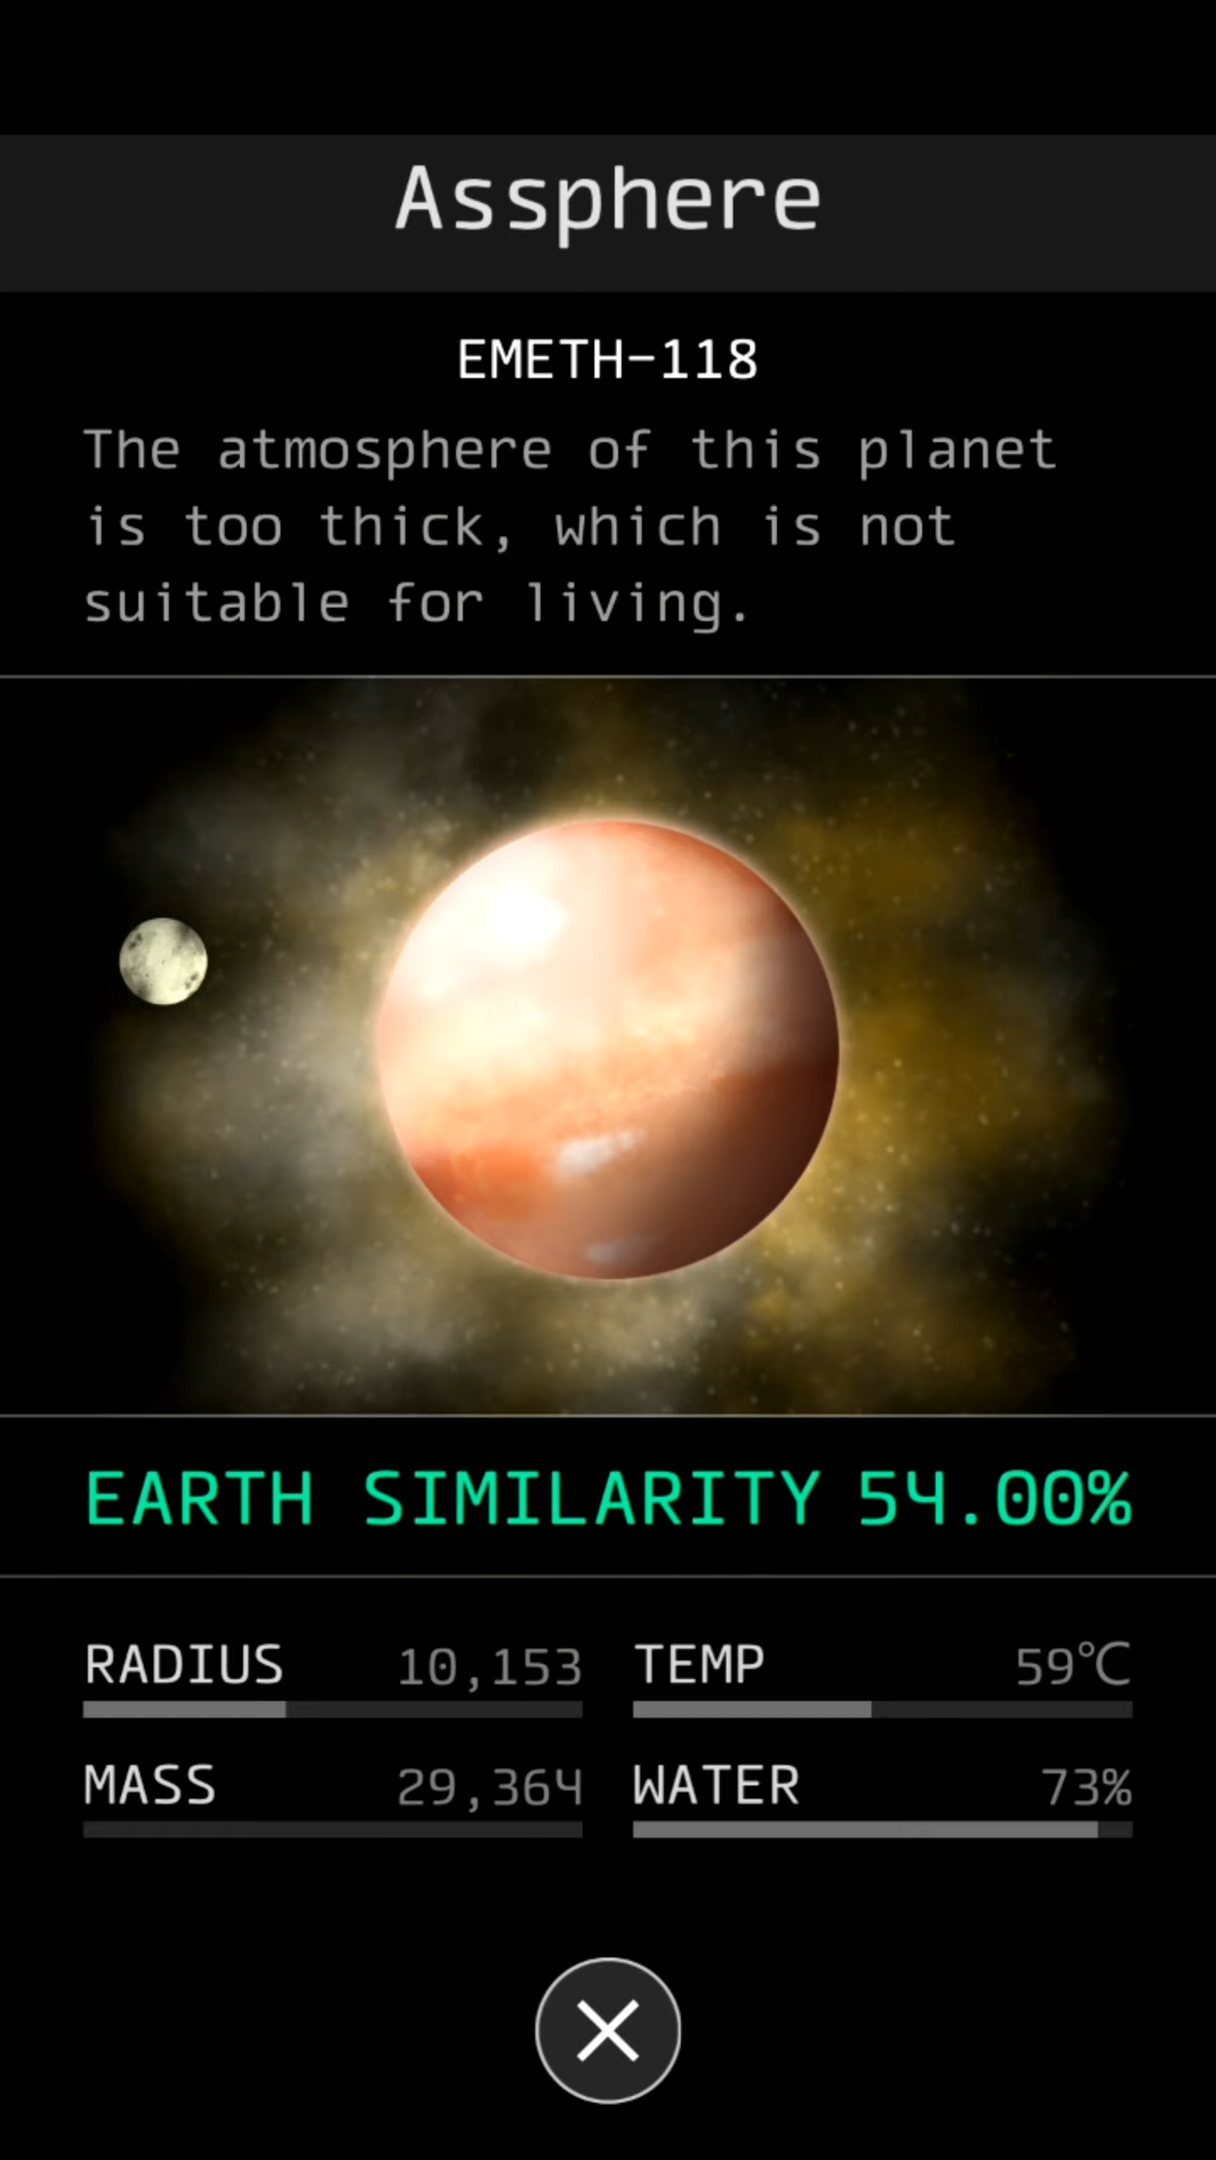 Assphere
EMETH-118
The atmosphere of this planet
is too thick, which is not
suitable for living.
EARTH SIMILARITY 54.00%
RADIUS 10,153 TEMP 59℃
MASS 29,364 WATER 73%